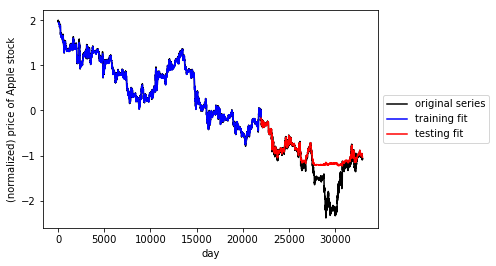 2
1
0
−1
−2
0
5000
10000
15000
20000
25000
30000
day
(normalized) price of Apple stock
original series
training fit
testing fit